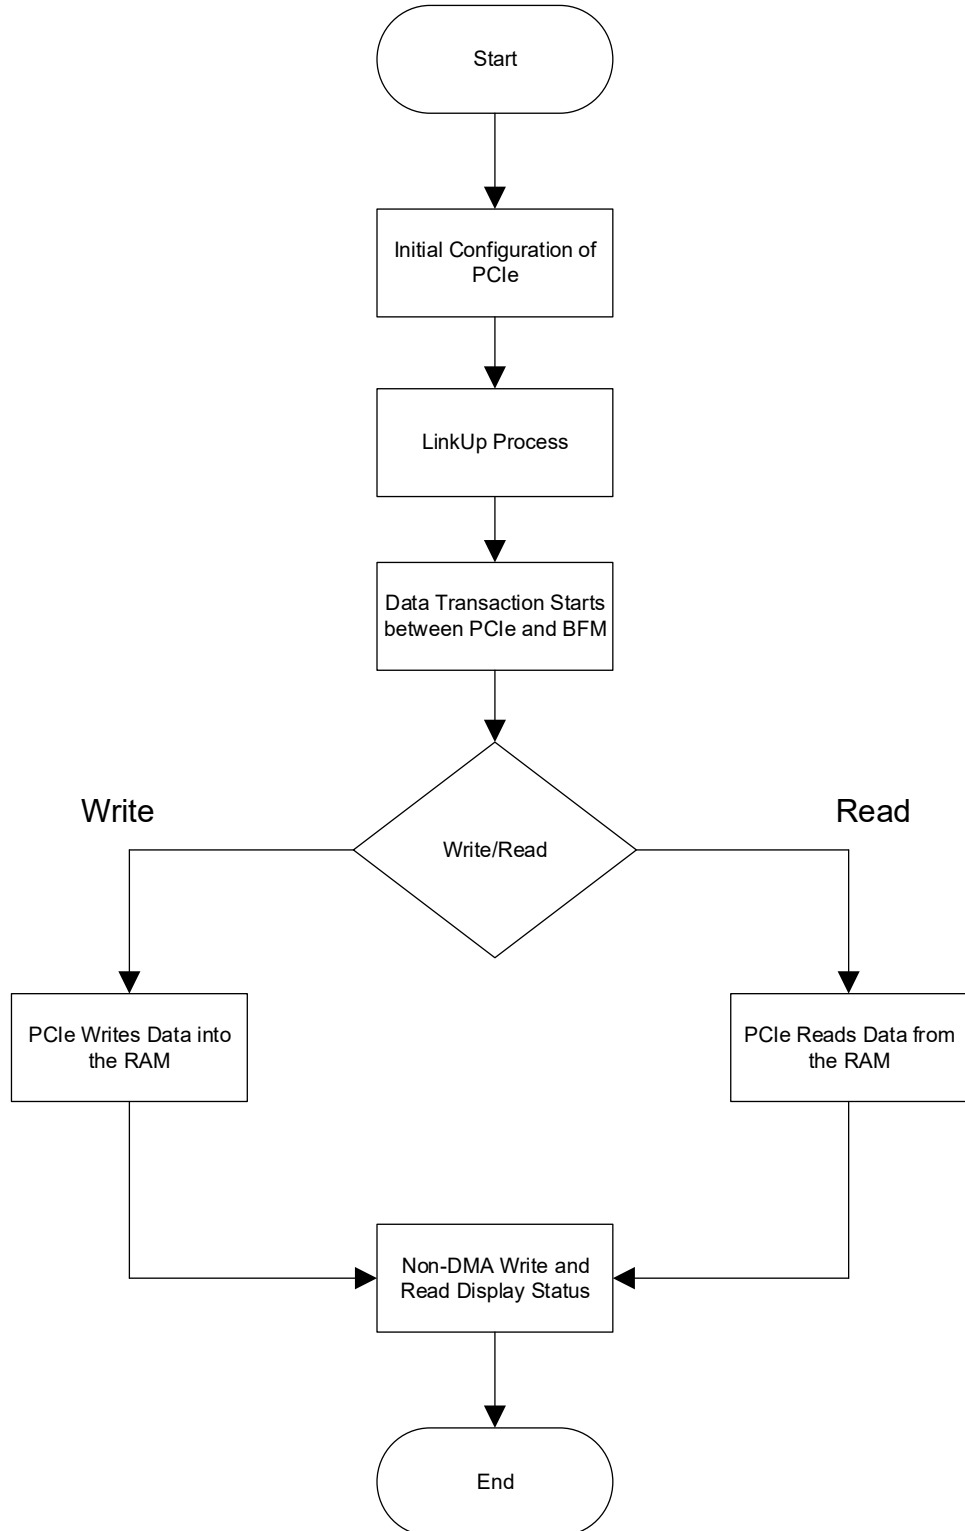 Start
Initial Configuration of
PCIe
LinkUp Process
Data Transaction Starts
between PCIe and BFM
Write
Read
Write/Read
PCIe Writes Data into
the RAM
PCIe Reads Data from
the RAM
Non-DMA Write and
Read Display Status
End